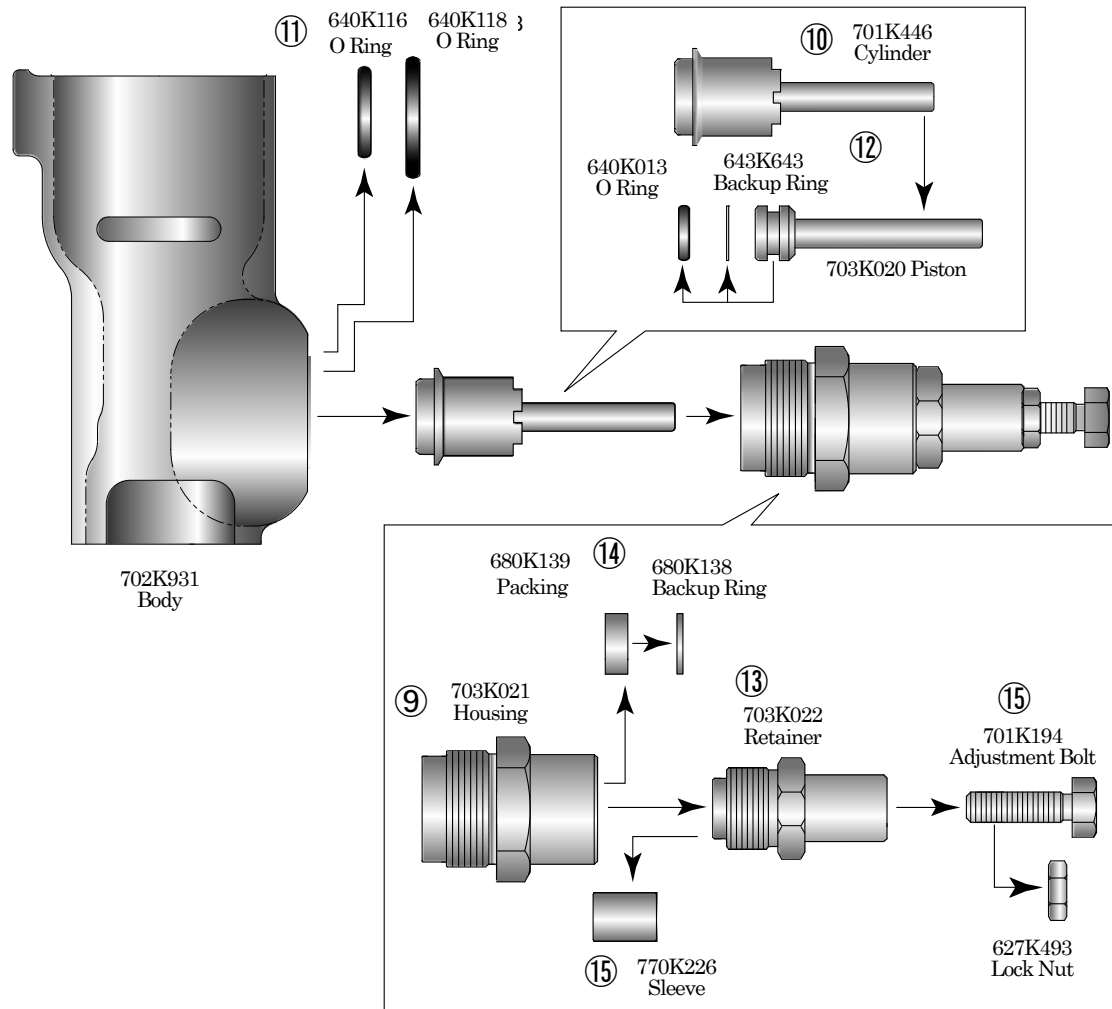 ⑪
640K116
O Ring
640K118
O Ring
3
⑩
701K446
Cylinder
⑫
640K013
O Ring
643K643
Backup Ring
703K020 Piston
702K931
Body
680K139
Packing
⑭
680K138
Backup Ring
⑨
703K021
Housing
⑬
703K022
Retainer
⑮
701K194
Adjustment Bolt
⑮
770K226
Sleeve
627K493
Lock Nut